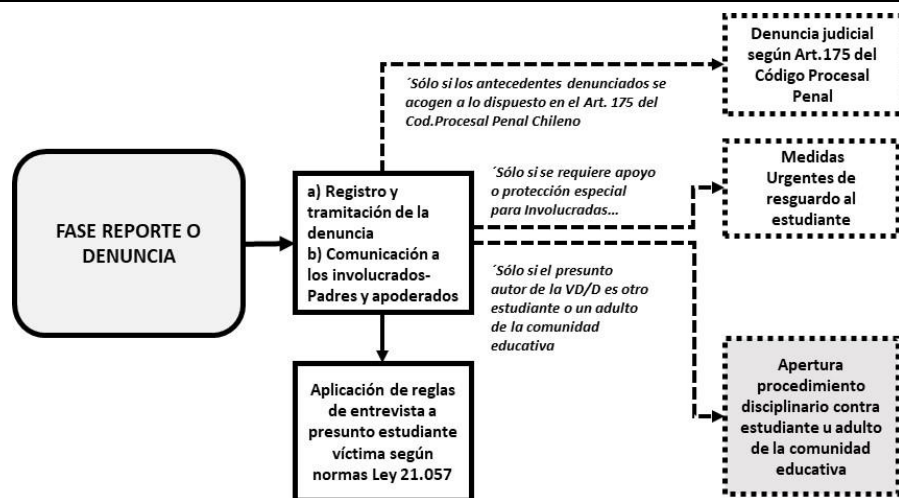 FASE REPORTE O
DENUNCIA
a) Registro y
tramitación de la
denuncia
b) Comunicación a
los involucrados-
Padres y apoderados
Aplicación de reglas
de entrevista a
presunto estudiante
víctima según
normas Ley 21.057
´Sólo si los antecedentes denunciados se
acogen a lo dispuesto en el Art. 175 del
Cod.Procesal Penal Chileno
´Sólo si se requiere apoyo
o protección especial
para Involucradas...
´Sólo si el presunto
autor de la VD/D es otro
estudiante o un adulto
de la comunidad
educativa
Denuncia judicial
según Art.175 del
Código Procesal
Penal
Medidas
Urgentes de
resguardo al
estudiante
Apertura
procedimiento
disciplinario contra
estudiante u adulto
de la comunidad
educativa